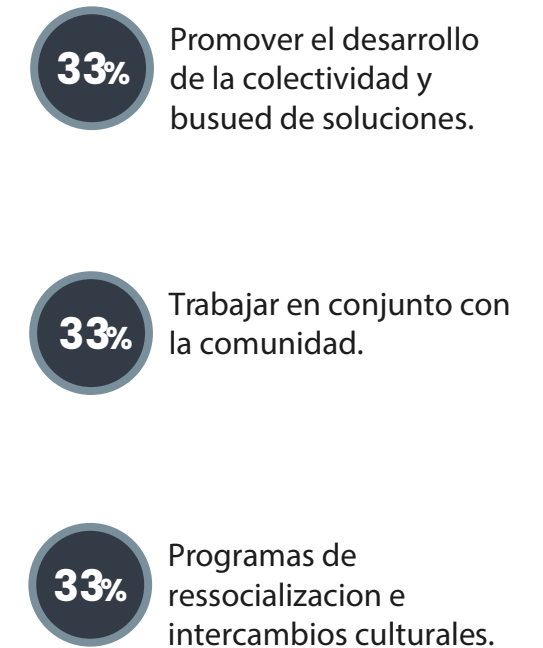 33%
Promover el desarrollo
de la colectividad y
busued de soluciones.
33%
Trabajar en conjunto con
la comunidad.
33%
Programas de
ressocializacion e
intercambios culturales.